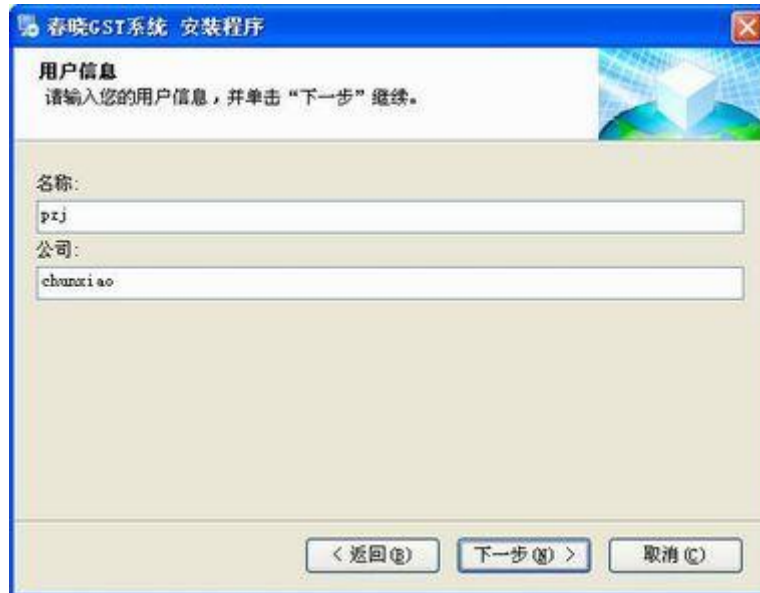 春晓GST系统 安装程序
用户信息
请输入您的用户信息，并单击“下一步”继续。
名称:
pzj
公司:
chunxiao
< 返回(B) 下一步(N) > 取消(C)